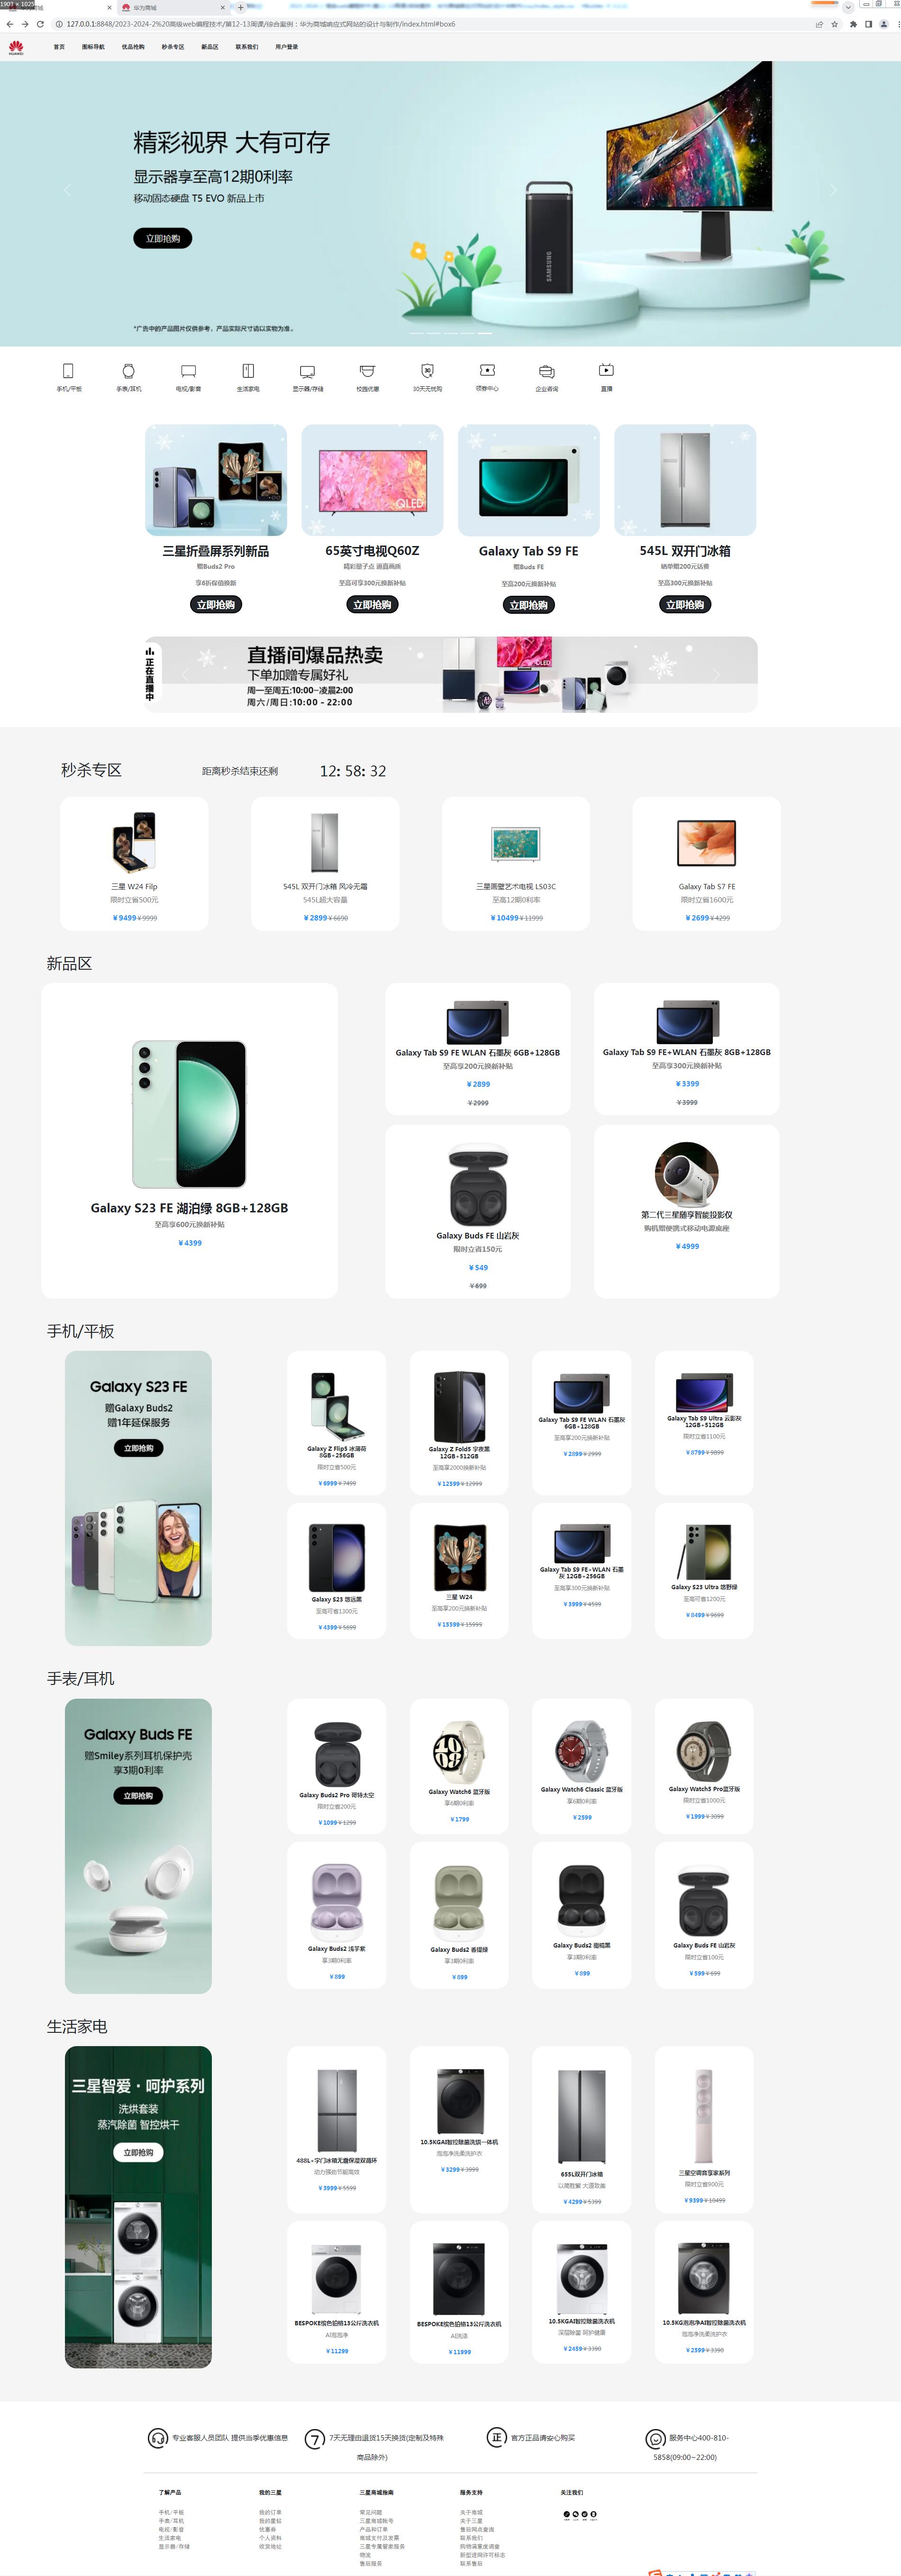 1903 × 1025
华为商城
127.0.0.1:8848/2023-2024-2%20高级web编程技术/第12-13周课/综合案例：华为商城响应式网站的设计与制作/index.html#box6
HUAWEI
首页 图标导航 优品抢购 秒杀专区 新品区 联系我们 用户登录
精彩视界 大有可存
显示器享至高12期0利率
移动固态硬盘 T5 EVO 新品上市
立即抢购
SAMSUNG
*广告中的产品图片仅供参考，产品实际尺寸请以实物为准。
手机/平板 手表/耳机 电视/影音 生活家电 显示器/存储 校园优惠 30天无忧购 领券中心 企业咨询 直播
QLED
三星折叠屏系列新品 65英寸电视Q60Z Galaxy Tab S9 FE 545L 双开门冰箱
赠Buds2 Pro 精彩量子点 逼真画质 赠Buds FE 晒单赠200元话费
享6折保值换新 至高可享300元换新补贴 至高200元换新补贴 至高300元换新补贴
立即抢购 立即抢购 立即抢购 立即抢购
正在直播中
直播间爆品热卖
下单加赠专属好礼
周一至周五:10:00-凌晨2:00
周六/周日:10:00 - 22:00
秒杀专区 距离秒杀结束还剩 12: 58: 32
三星 W24 Filp 545L 双开门冰箱 风冷无霜 三星画壁艺术电视 LS03C Galaxy Tab S7 FE
限时立省500元 545L超大容量 至高12期0利率 限时立省1600元
￥9499￥9999 ￥2899￥6690 ￥10499￥11999 ￥2699￥4299
新品区
Galaxy Tab S9 FE WLAN 石墨灰 6GB+128GB
至高享200元换新补贴
￥2899
￥2999
Galaxy Tab S9 FE+WLAN 石墨灰 8GB+128GB
至高享300元换新补贴
￥3399
￥3999
Galaxy S23 FE 湖泊绿 8GB+128GB
至高享600元换新补贴
￥4399
Galaxy Buds FE 山岩灰
限时立省150元
￥549
￥699
第二代三星随享智能投影仪
购机赠便携式移动电源底座
￥4999
手机/平板
Galaxy S23 FE
赠Galaxy Buds2
赠1年延保服务
立即抢购
Galaxy Z Flip5 冰薄荷
8GB+256GB
限时立省500元
￥6999￥7499
Galaxy Z Fold5 宇夜黑
12GB+512GB
至高享2000换新补贴
￥12599￥12999
Galaxy Tab S9 FE WLAN 石墨灰
6GB+128GB
至高享200元换新补贴
￥2899￥2999
Galaxy Tab S9 Ultra 云影灰
12GB+512GB
限时立省1100元
￥8799￥9899
Galaxy S23 悠远黑
至高可省1300元
￥4399￥5699
三星 W24
至高享200元换新补贴
￥15599￥15999
Galaxy Tab S9 FE+WLAN 石墨
灰 12GB+256GB
至高享300元换新补贴
￥3999￥4599
Galaxy S23 Ultra 悠野绿
至高可省1200元
￥8499￥9699
手表/耳机
Galaxy Buds FE
赠Smiley系列耳机保护壳
享3期0利率
立即抢购
Galaxy Buds2 Pro 哥特太空
限时立省200元
￥1099￥1299
Galaxy Watch6 蓝牙版
享6期0利率
￥1799
Galaxy Watch6 Classic 蓝牙版
享6期0利率
￥2599
Galaxy Watch5 Pro蓝牙版
限时立省1000元
￥1999￥3099
Galaxy Buds2 浅芋紫
享3期0利率
￥899
Galaxy Buds2 香提绿
享3期0利率
￥899
Galaxy Buds2 蜜糯黑
享3期0利率
￥899
Galaxy Buds FE 山岩灰
限时立省100元
￥599￥699
生活家电
三星智爱 · 呵护系列
洗烘套装
蒸汽除菌 智控烘干
立即抢购
488L+字门冰箱无霜保湿双循环
动力强劲节能高效
￥3999￥5599
10.5KGAI智控除菌洗烘一体机
泡泡净洗柔洗护衣
￥3299￥3999
655L双开门冰箱
￥4299￥5399
三星空调宫享家系列
限时立省900元
￥9399￥10499
BESPOKE缤色铂格13公斤洗衣机
AI泡泡净
￥11299
BESPOKE缤色铂格13公斤洗衣机
AI洗涤
￥11999
10.5KGAI智控除菌洗衣机
深层除菌 呵护健康
￥2459￥3390
10.5KG泡泡净AI智控除菌洗衣机
泡泡净洗柔洗护衣
￥2599￥3390
专业客服人员团队 提供当季优惠信息
7天无理由退货15天换货(定制及特殊
商品除外)
正
官方正品请安心购买
服务中心400-810-
5858(09:00~22:00)
了解产品 我的三星 三星商城指南 服务支持 关注我们
手机/平板 我的订单 常见问题 关于商城
手表/耳机 我的星钻 三星商城帐号 关于三星
电视/影音 优惠券 产品和订单 售后网点查询
生活家电 个人资料 商城支付及发票 联系我们
显示器/存储 收货地址 三星专属管家服务 购物满意度调查
物流 新型进网许可标志
售后服务 联系售后